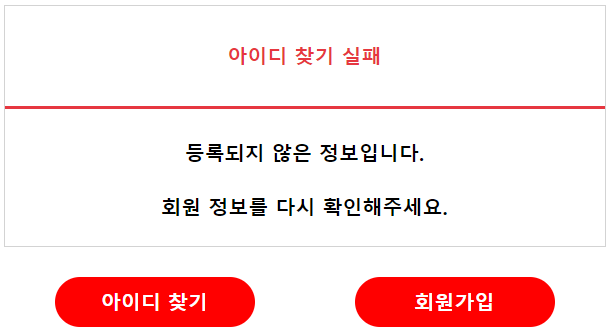 아이디 찾기 실패
등록되지 않은 정보입니다.
회원 정보를 다시 확인해주세요.
아이디 찾기
회원가입